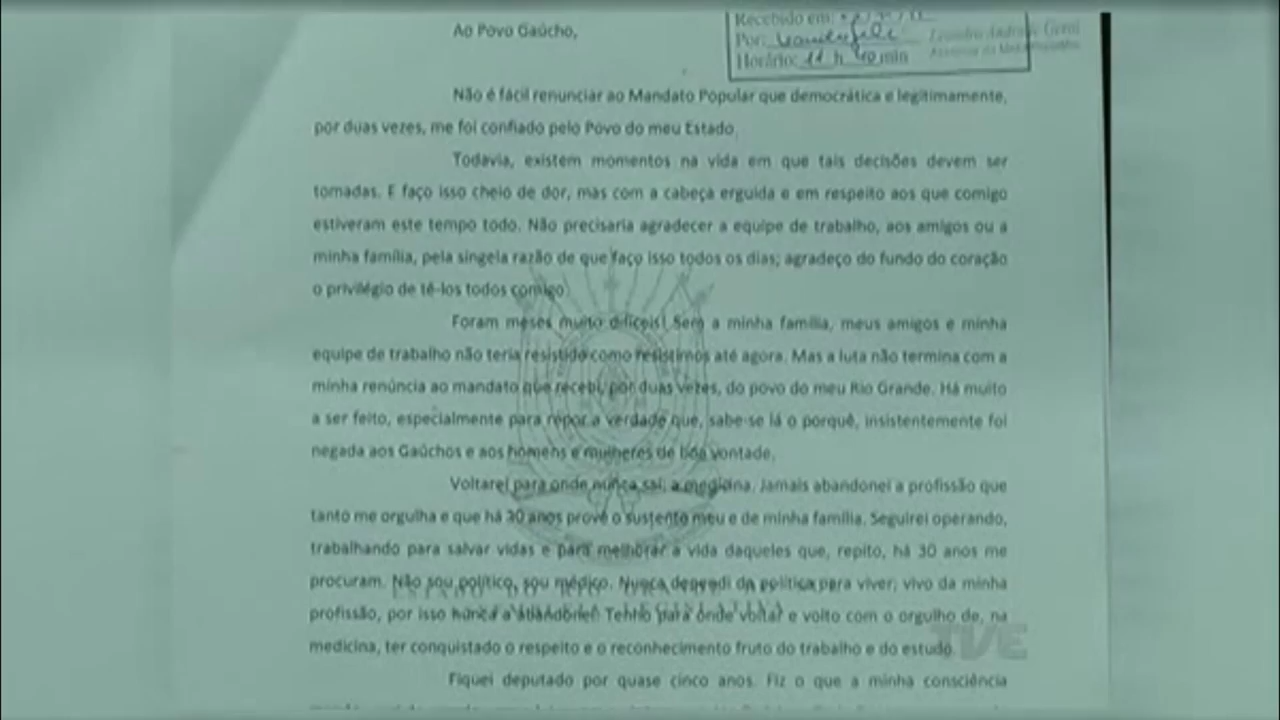 Ao Povo Gaúcho,
Recebido em:
Por:
Horário: 11 h 40 min
Não é fácil renunciar ao Mandato Popular que democrática e legitimamente,
por duas vezes, me foi confiado pelo Povo do meu Estado.
Todavia, existem momentos na vida em que tais decisões devem ser
tomadas. E faço isso cheio de dor, mas com a cabeça erguida e em respeito aos que comigo
estiveram este tempo todo. Não precisaria agradecer a equipe de trabalho, aos amigos ou a
minha família, pela singela razão de que faço isso todos os dias; agradeço do fundo do coração
o privilégio de tê-los todos comigo.
Foram meses muito difíceis! Sem a minha família, meus amigos e minha
equipe de trabalho não teria resistido como resistimos até agora. Mas a luta não termina com a
minha renúncia ao mandato que recebi, por duas vezes, do povo do meu Rio Grande. Há muito
a ser feito, especialmente para repor a verdade que, sabe-se lá o porquê, insistentemente foi
negada aos Gaúchos e aos homens e mulheres de boa vontade.
Voltarei para onde nunca saí; a medicina. Jamais abandonei a profissão que
tanto me orgulha e que há 30 anos provê o sustento meu e de minha família. Seguirei operando,
trabalhando para salvar vidas e para melhorar a vida daqueles que, repito, há 30 anos me
procuram. Não sou político, sou médico. Nunca dependi da política para viver; vivo da minha
profissão, por isso nunca a abandonei! Tenho para onde voltar e volto com o orgulho de, na
medicina, ter conquistado o respeito e o reconhecimento fruto do trabalho e do estudo.
TVE
Fiquei deputado por quase cinco anos. Fiz o que a minha consciência